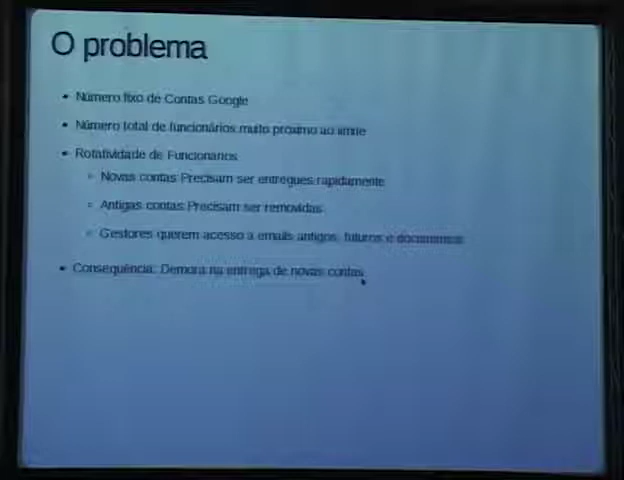 O problema
Número fixo de Contas Google
Número total de funcionários muito próximo ao limite
Rotatividade de Funcionários
Novas contas Precisam ser entregues rapidamente
Antigas contas Precisam ser removidas
Gestores querem acesso a emails antigos, futuros e documentos
Consequência: Demora na entrega de novas contas